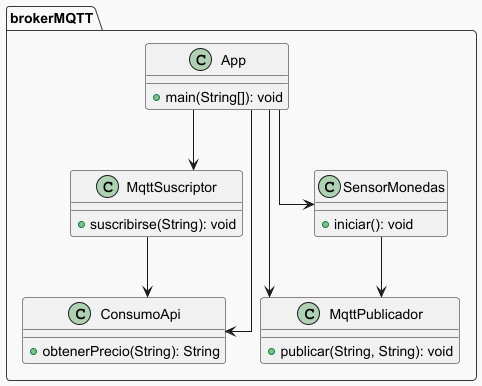 brokerMQTT
C App
main(String[]): void
C MqttSuscriptor
suscribirse(String): void
C SensorMonedas
iniciar(): void
C ConsumoApi
obtenerPrecio(String): String
C MqttPublicador
publicar(String, String): void